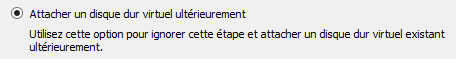 Attacher un disque dur virtuel ultérieurement
Utilisez cette option pour ignorer cette étape et attacher un disque dur virtuel existant
ultérieurement.